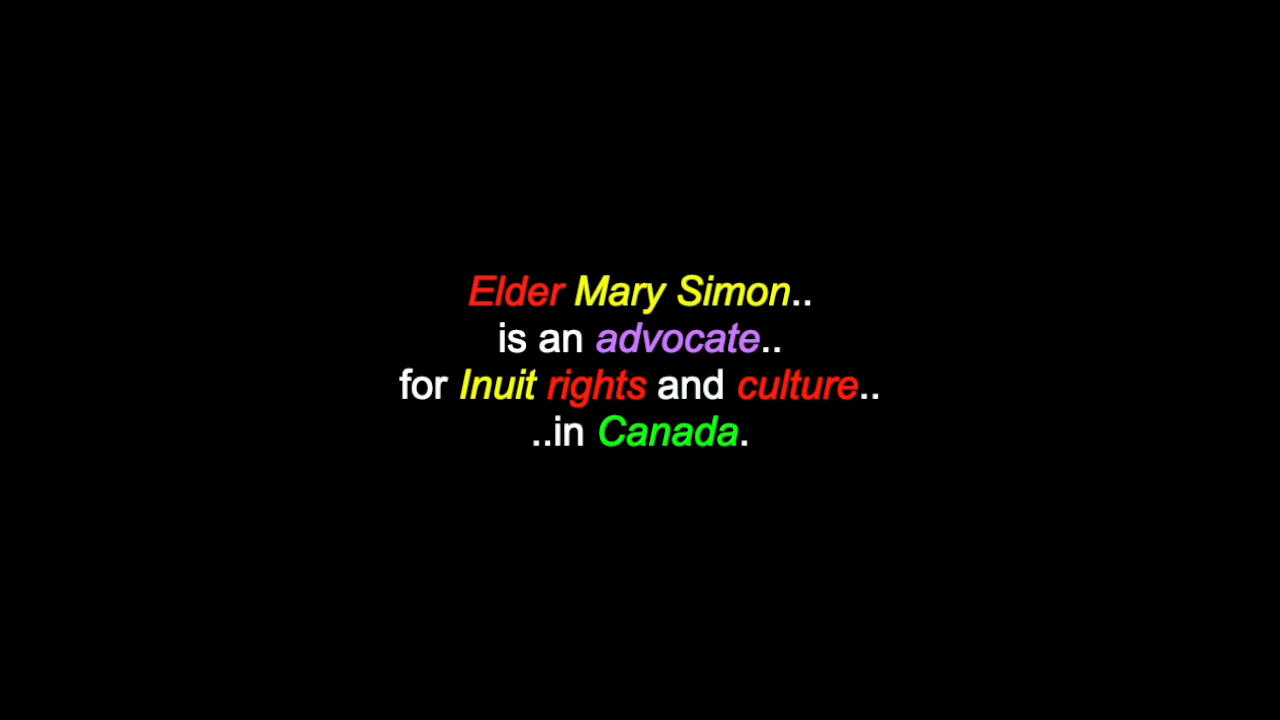 Elder Mary Simon..
is an advocate..
for Inuit rights and culture..
..in Canada.